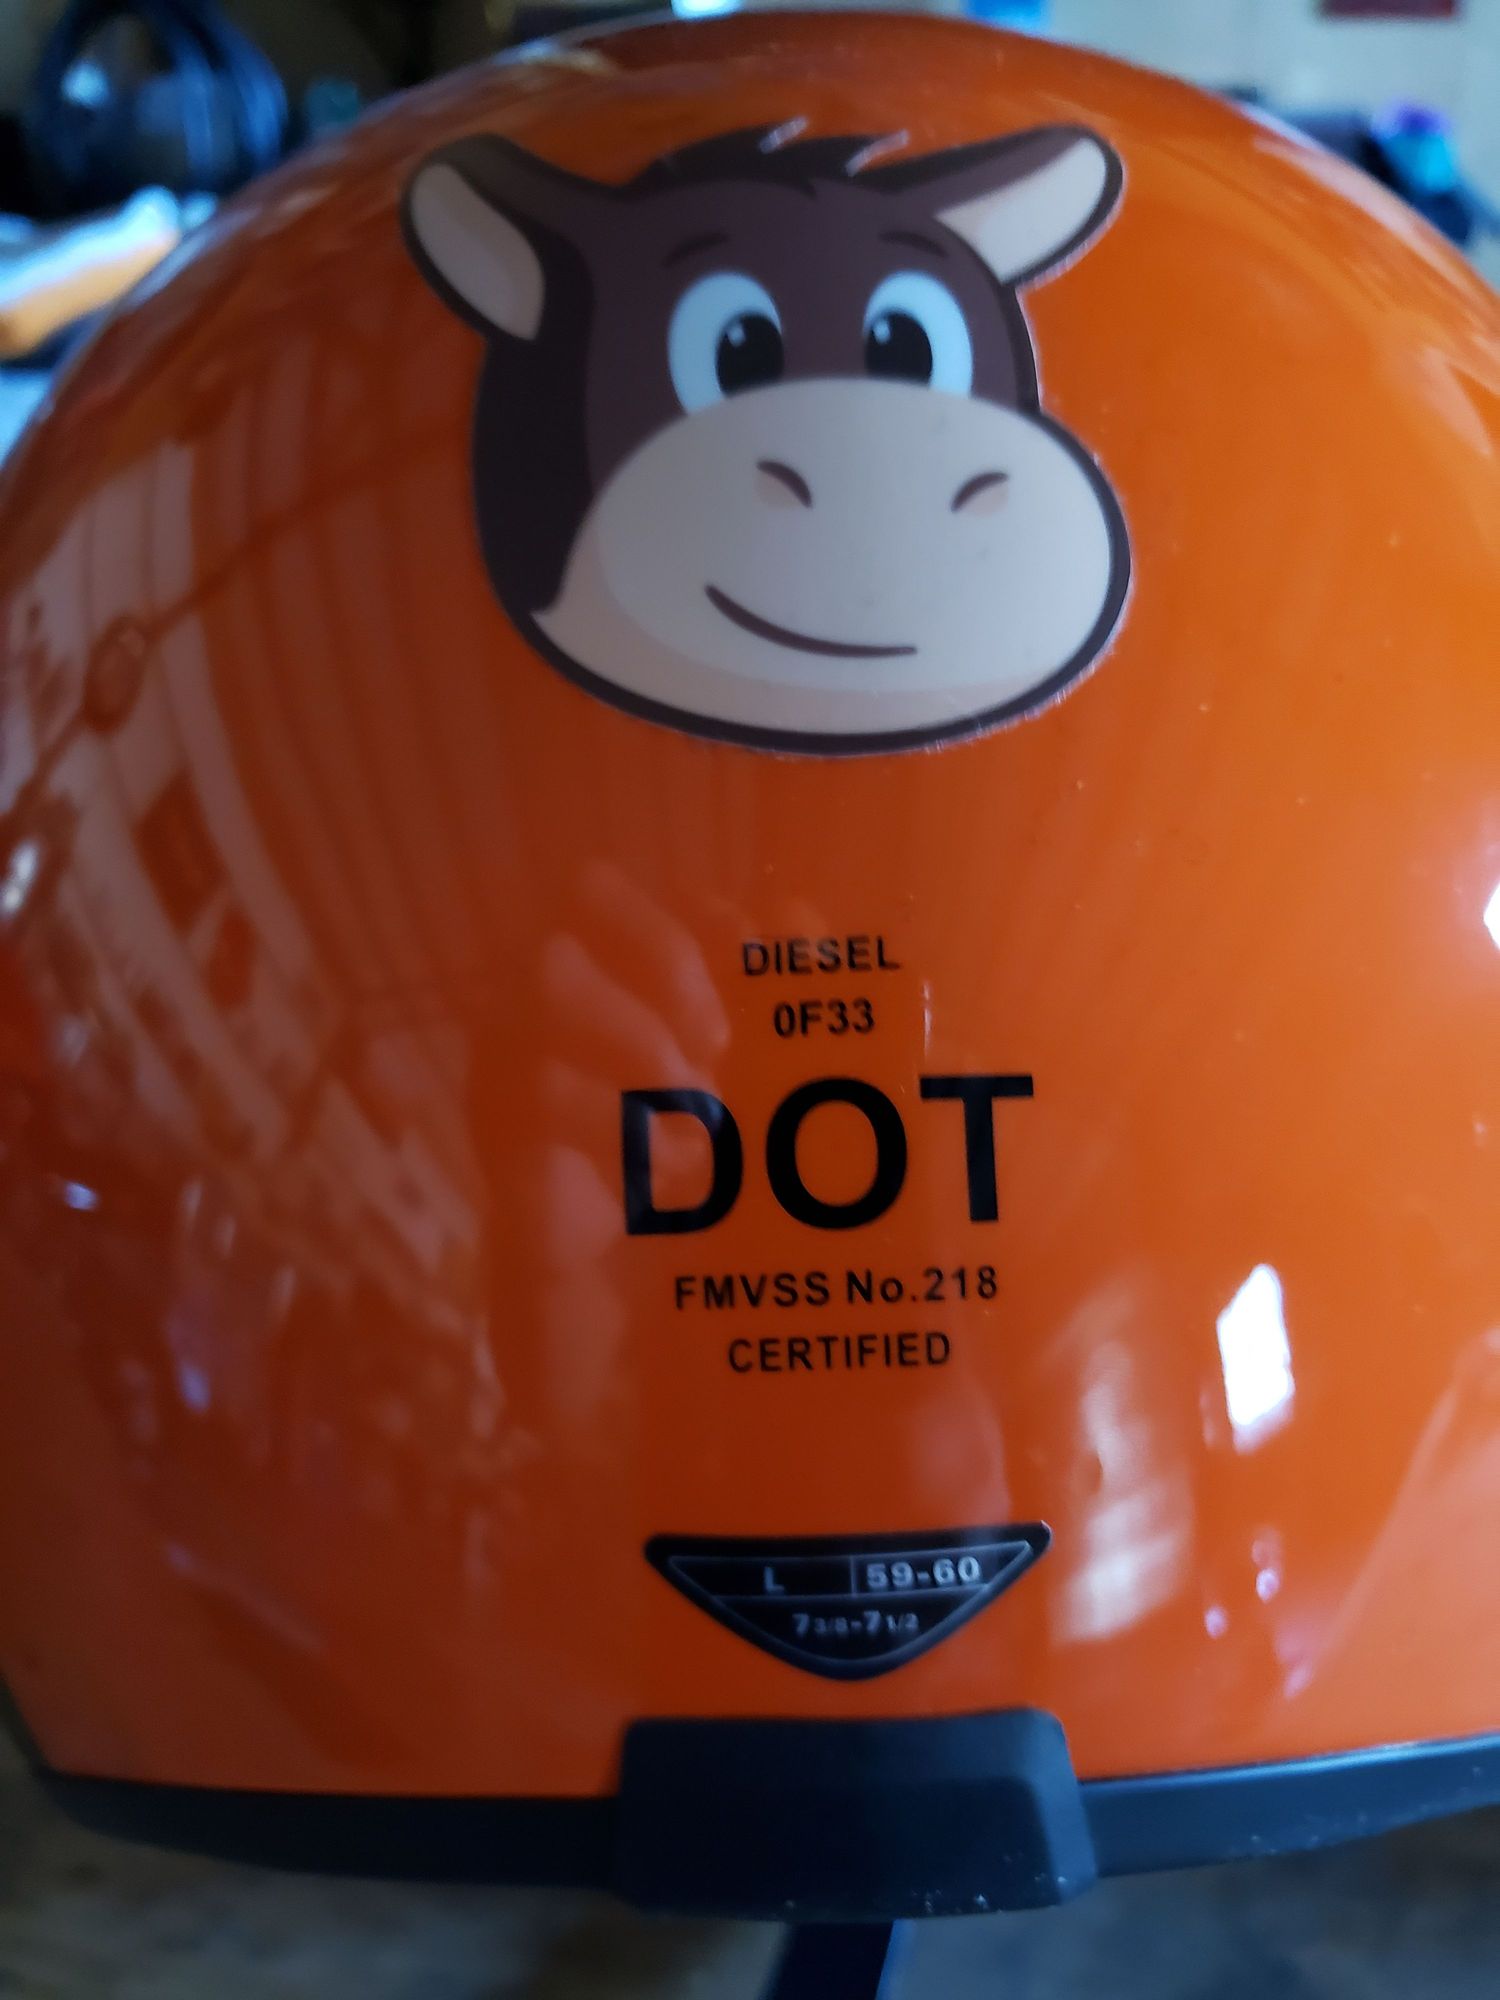 DIESEL
0F33
DOT
FMVSS No.218
CERTIFIED
L 59-60
7 3/8-7 1/2